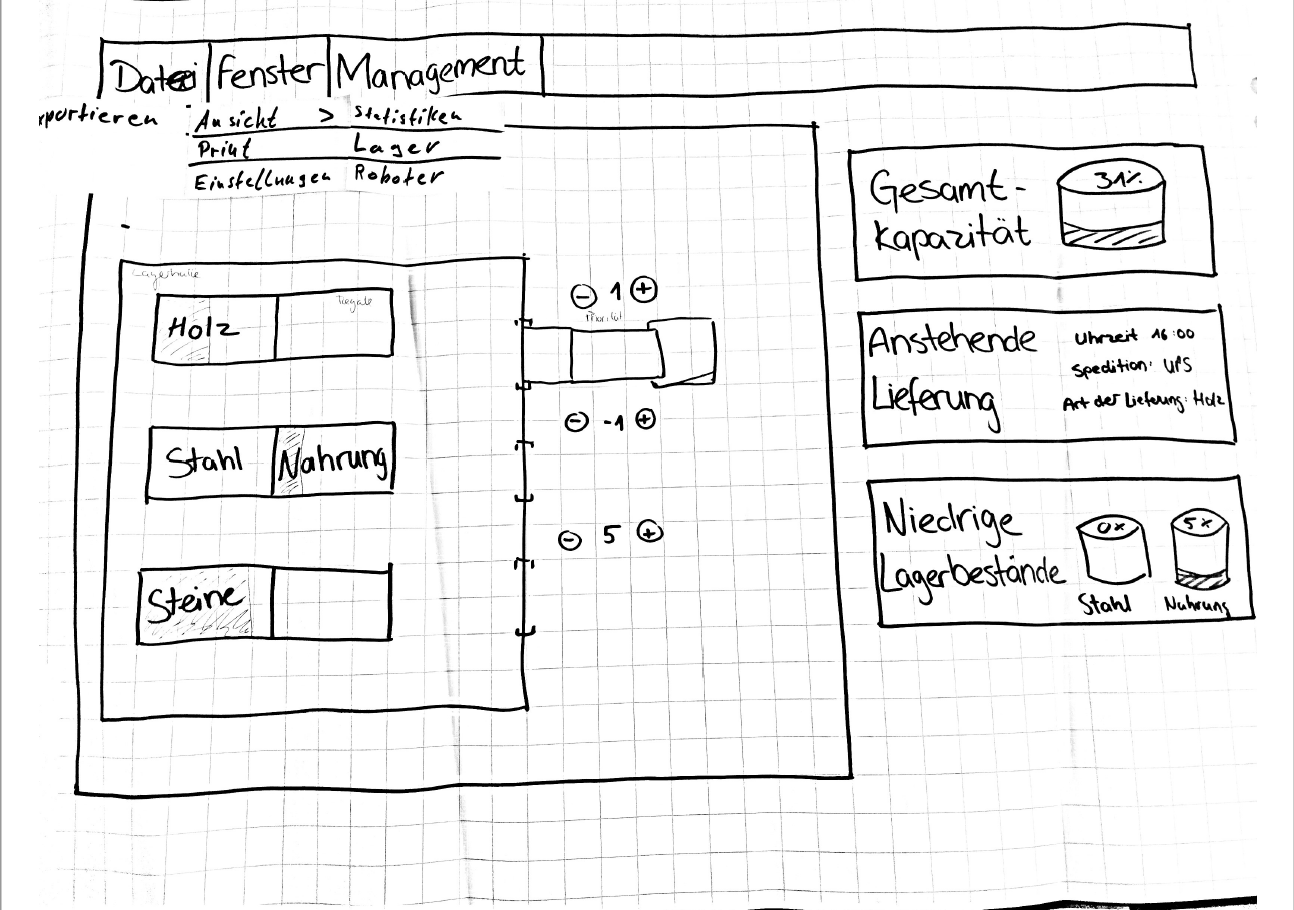 Datei Fenster Management
xportieren
Ansicht > Statistiken
Print Lager
Einstellungen Roboter
Gesamt-
kapazität
31%
Lagerhalle
Holz
Regale
1
Priorität
Anstehende
Lieferung
Uhrzeit 16:00
Spedition: UPS
Art der Lieferung: Holz
-1
Stahl Nahrung
5
Niedrige
Lagerbestände
0x 5x
Stahl Nahrung
Steine